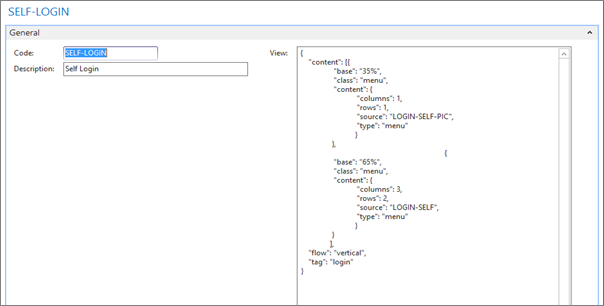 SELF-LOGIN
General
Code: SELF-LOGIN
Description: Self Login
View:
{
"content": [{
"base": "35%",
"class": "menu",
"content": {
"columns": 1,
"rows": 1,
"source": "LOGIN-SELF-PIC",
"type": "menu"
}
},
{
"base": "65%",
"class": "menu",
"content": {
"columns": 3,
"rows": 2,
"source": "LOGIN-SELF",
"type": "menu"
}
}
],
"flow": "vertical",
"tag": "login"
}